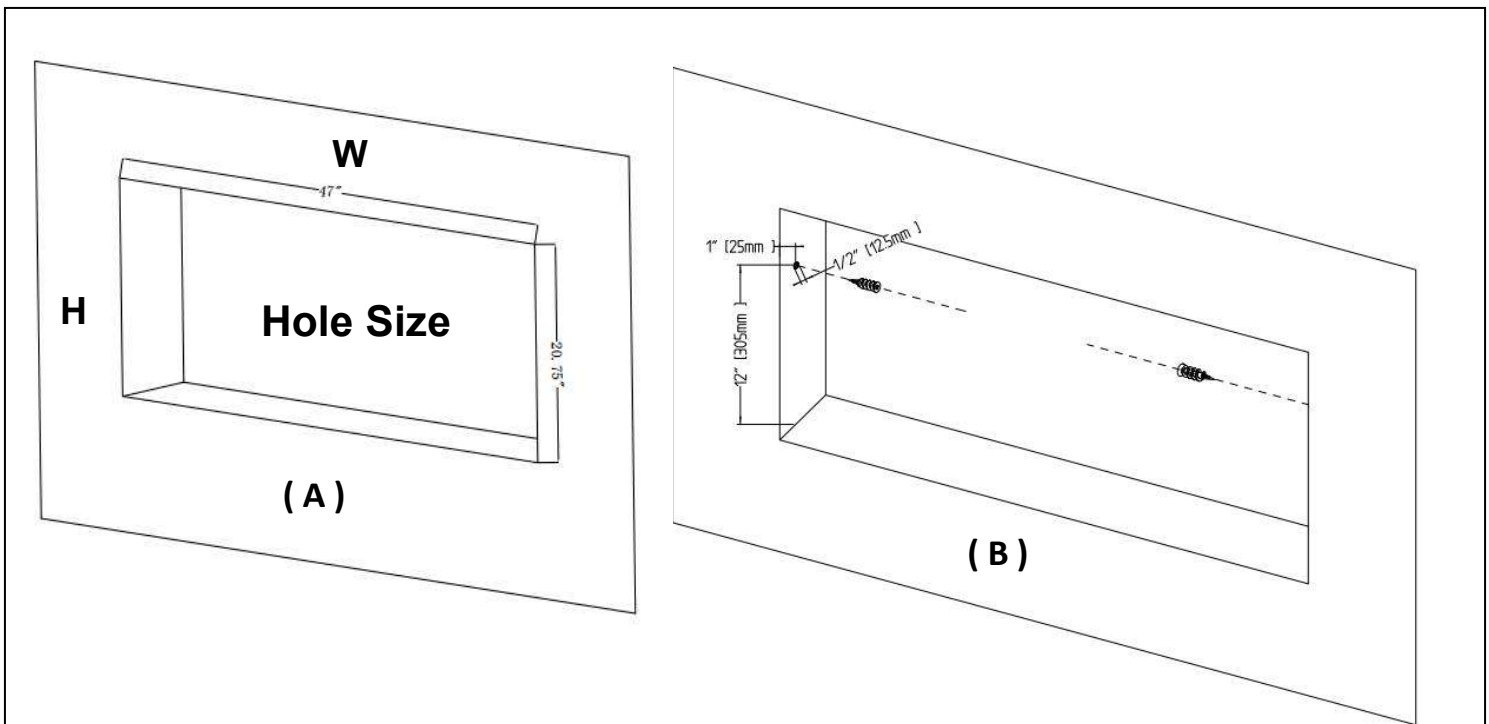 W
47"
H
Hole Size
20.75"
( A )
1" [25mm ]
1/2" [12.5mm ]
12" [305mm ]
( B )